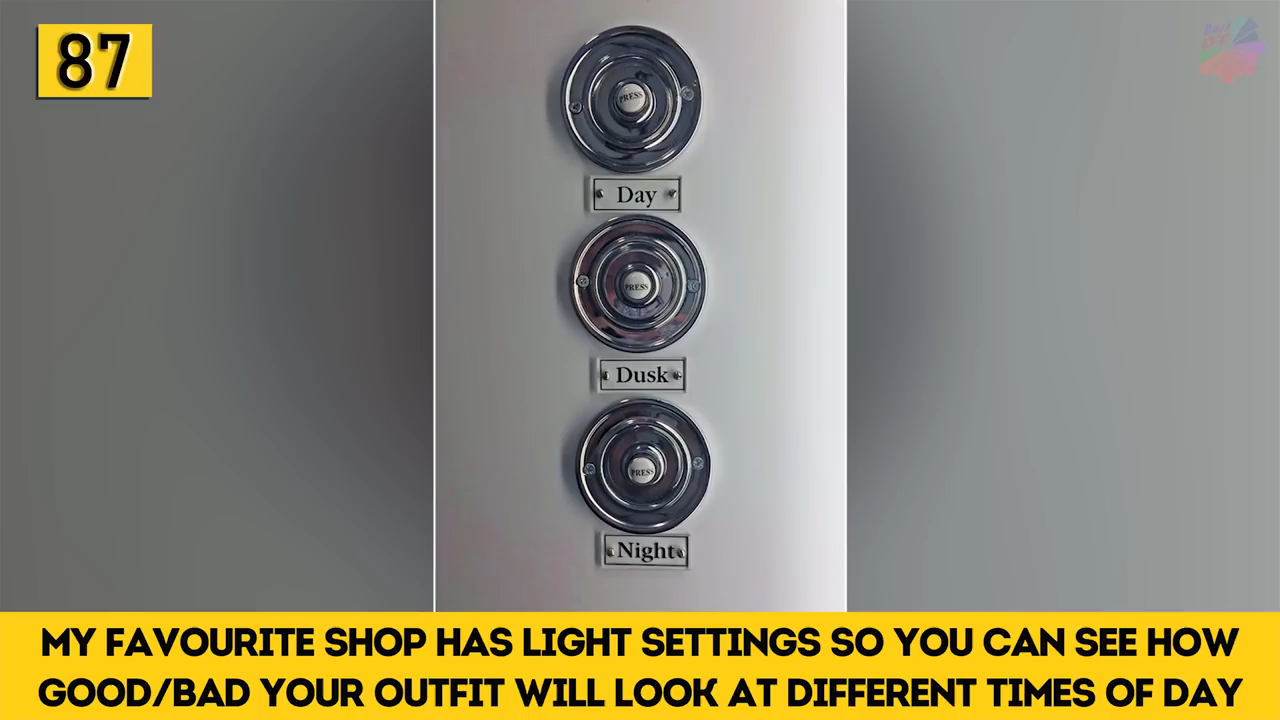 87
PRESS
Day
PRESS
Dusk
PRESS
Night
MY FAVOURITE SHOP HAS LIGHT SETTINGS SO YOU CAN SEE HOW
GOOD/BAD YOUR OUTFIT WILL LOOK AT DIFFERENT TIMES OF DAY